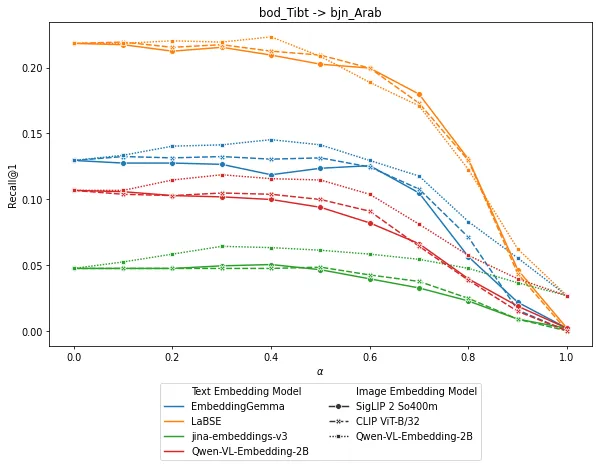 bod_Tibt -> bjn_Arab
Recall@1
0.20
0.15
0.10
0.05
0.00
0.0 0.2 0.4 0.6 0.8 1.0
α
Text Embedding Model Image Embedding Model
EmbeddingGemma SigLIP 2 So400m
LaBSE CLIP ViT-B/32
jina-embeddings-v3 Qwen-VL-Embedding-2B
Qwen-VL-Embedding-2B